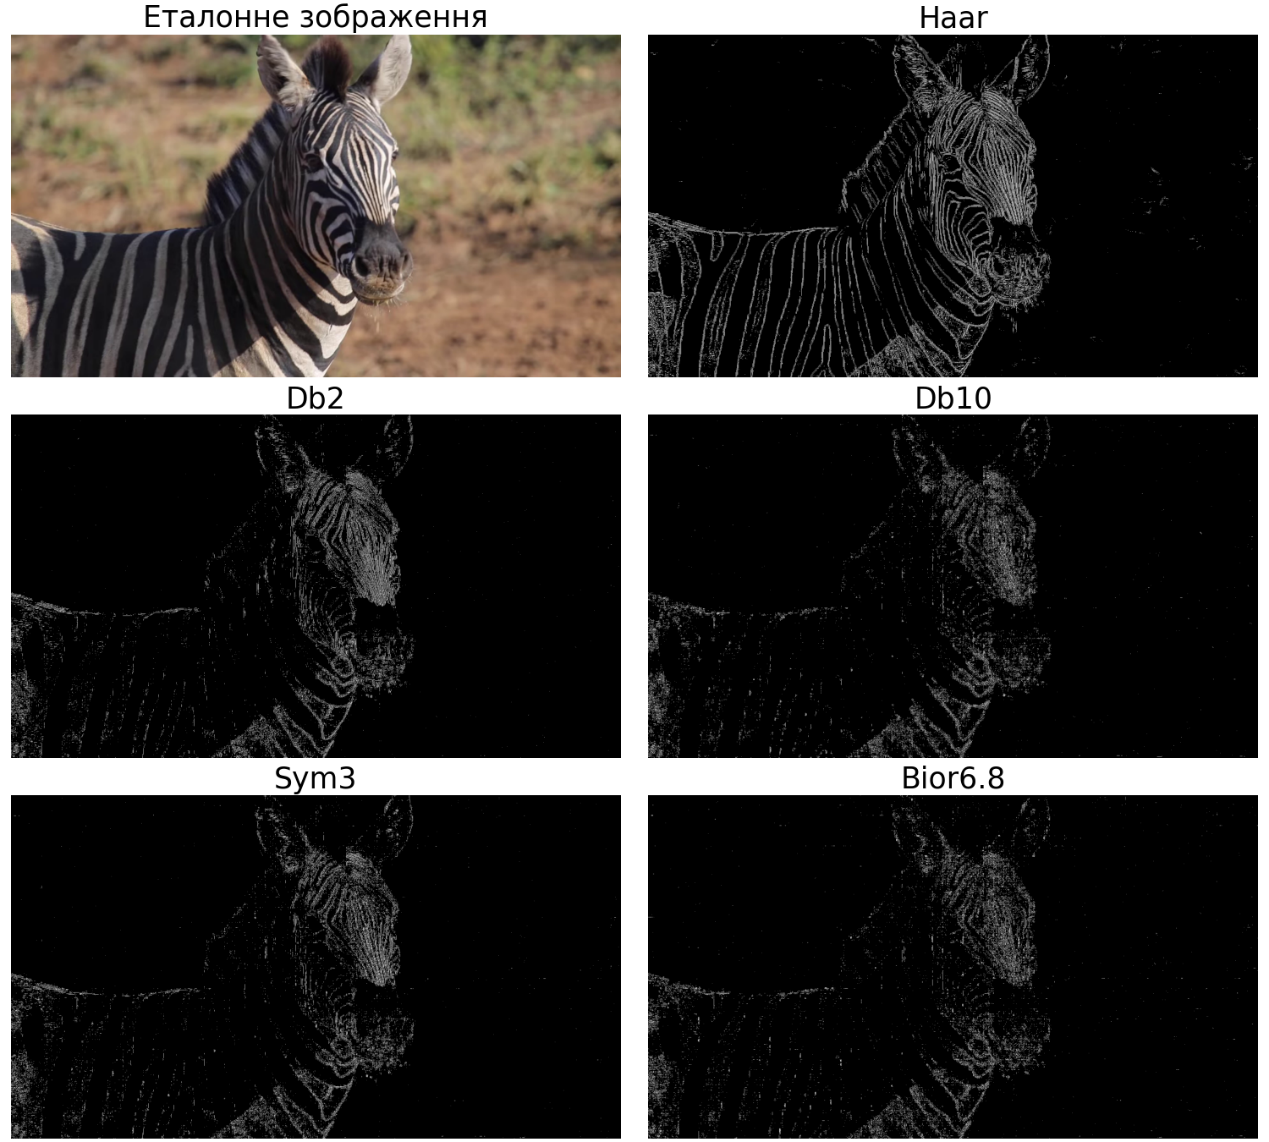 Еталонне зображення
Haar
Db2
Db10
Sym3
Bior6.8